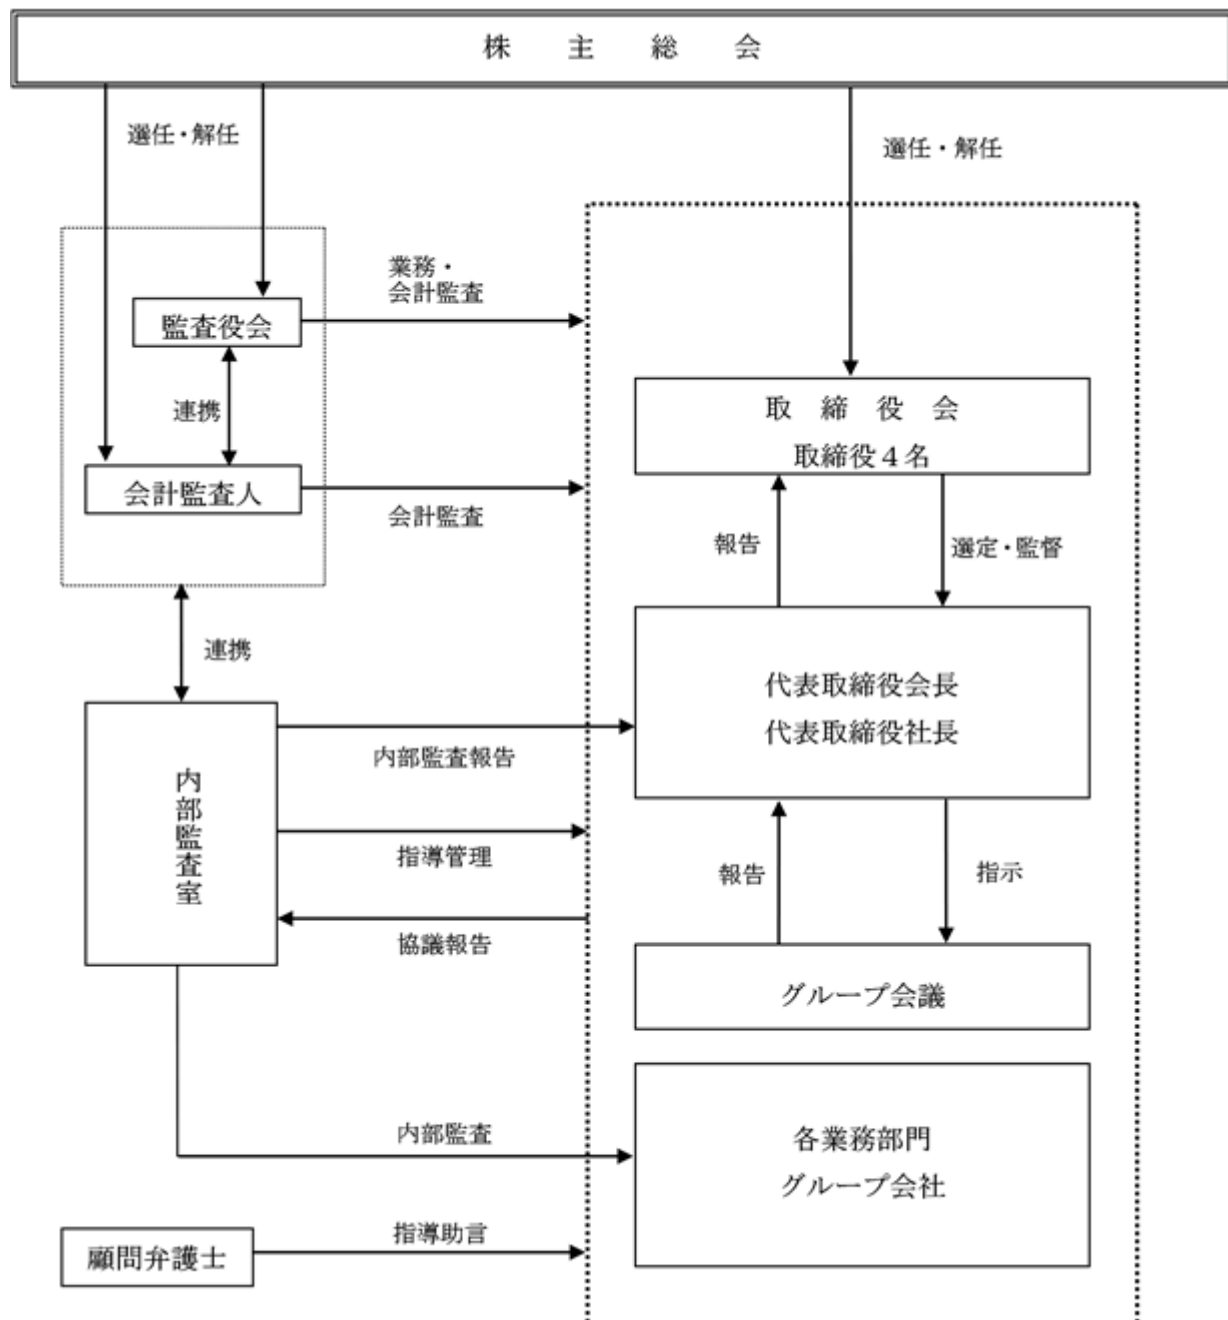 株　主　総　会
選任・解任
選任・解任
業務・
会計監査
監査役会
連携
取　締　役　会
取締役４名
会計監査人
会計監査
報告
選定・監督
連携
代表取締役会長
代表取締役社長
内部監査報告
内部監査室
指導管理
報告
指示
協議報告
グループ会議
内部監査
各業務部門
グループ会社
指導助言
顧問弁護士